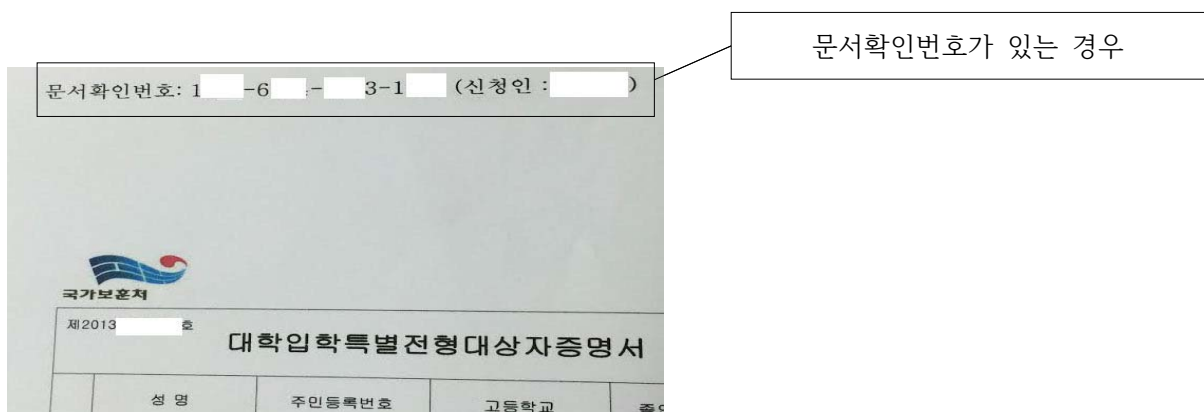 문서확인번호가 있는 경우
문서확인번호: 1 -6 - 3-1 (신청인 : )
국가보훈처
제2013 호
대학입학특별전형대상자증명서
성 명 주민등록번호 고등학교